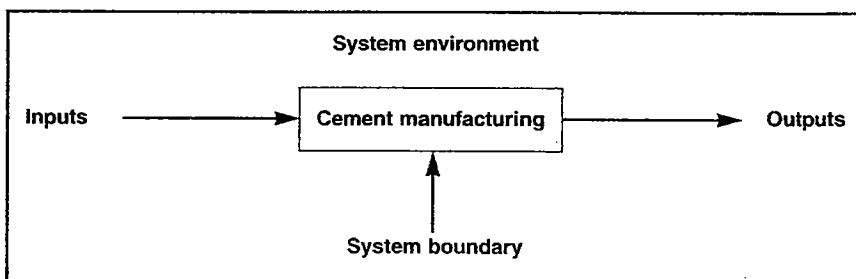 System environment
Inputs
Cement manufacturing
Outputs
System boundary